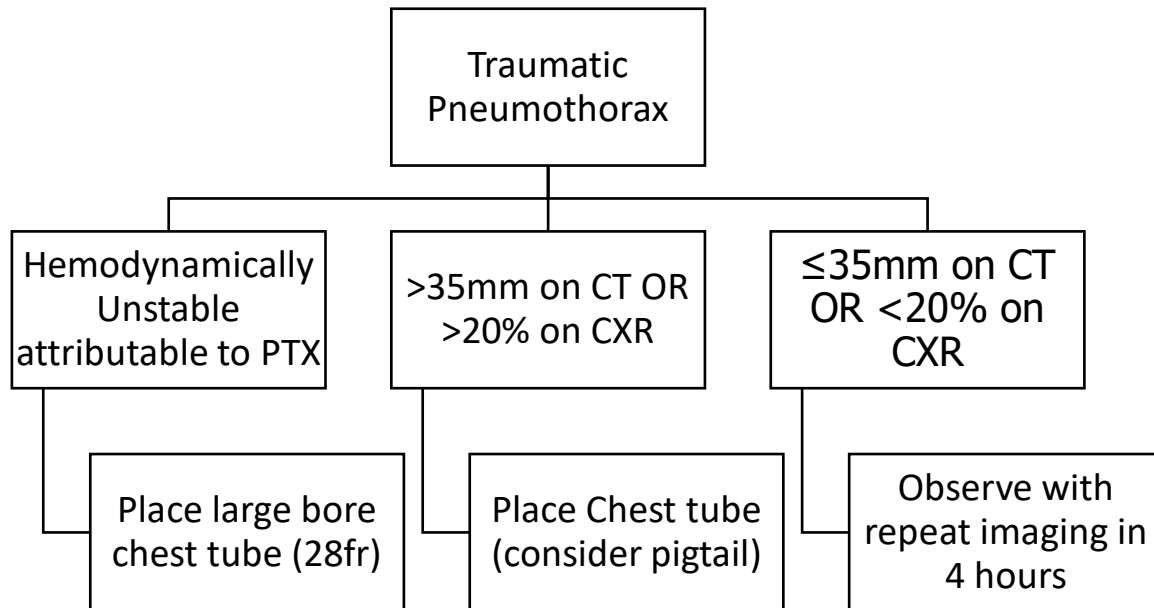 Traumatic
Pneumothorax
Hemodynamically
Unstable
attributable to PTX
>35mm on CT OR
>20% on CXR
≤35mm on CT
OR <20% on
CXR
Place large bore
chest tube (28fr)
Place Chest tube
(consider pigtail)
Observe with
repeat imaging in
4 hours